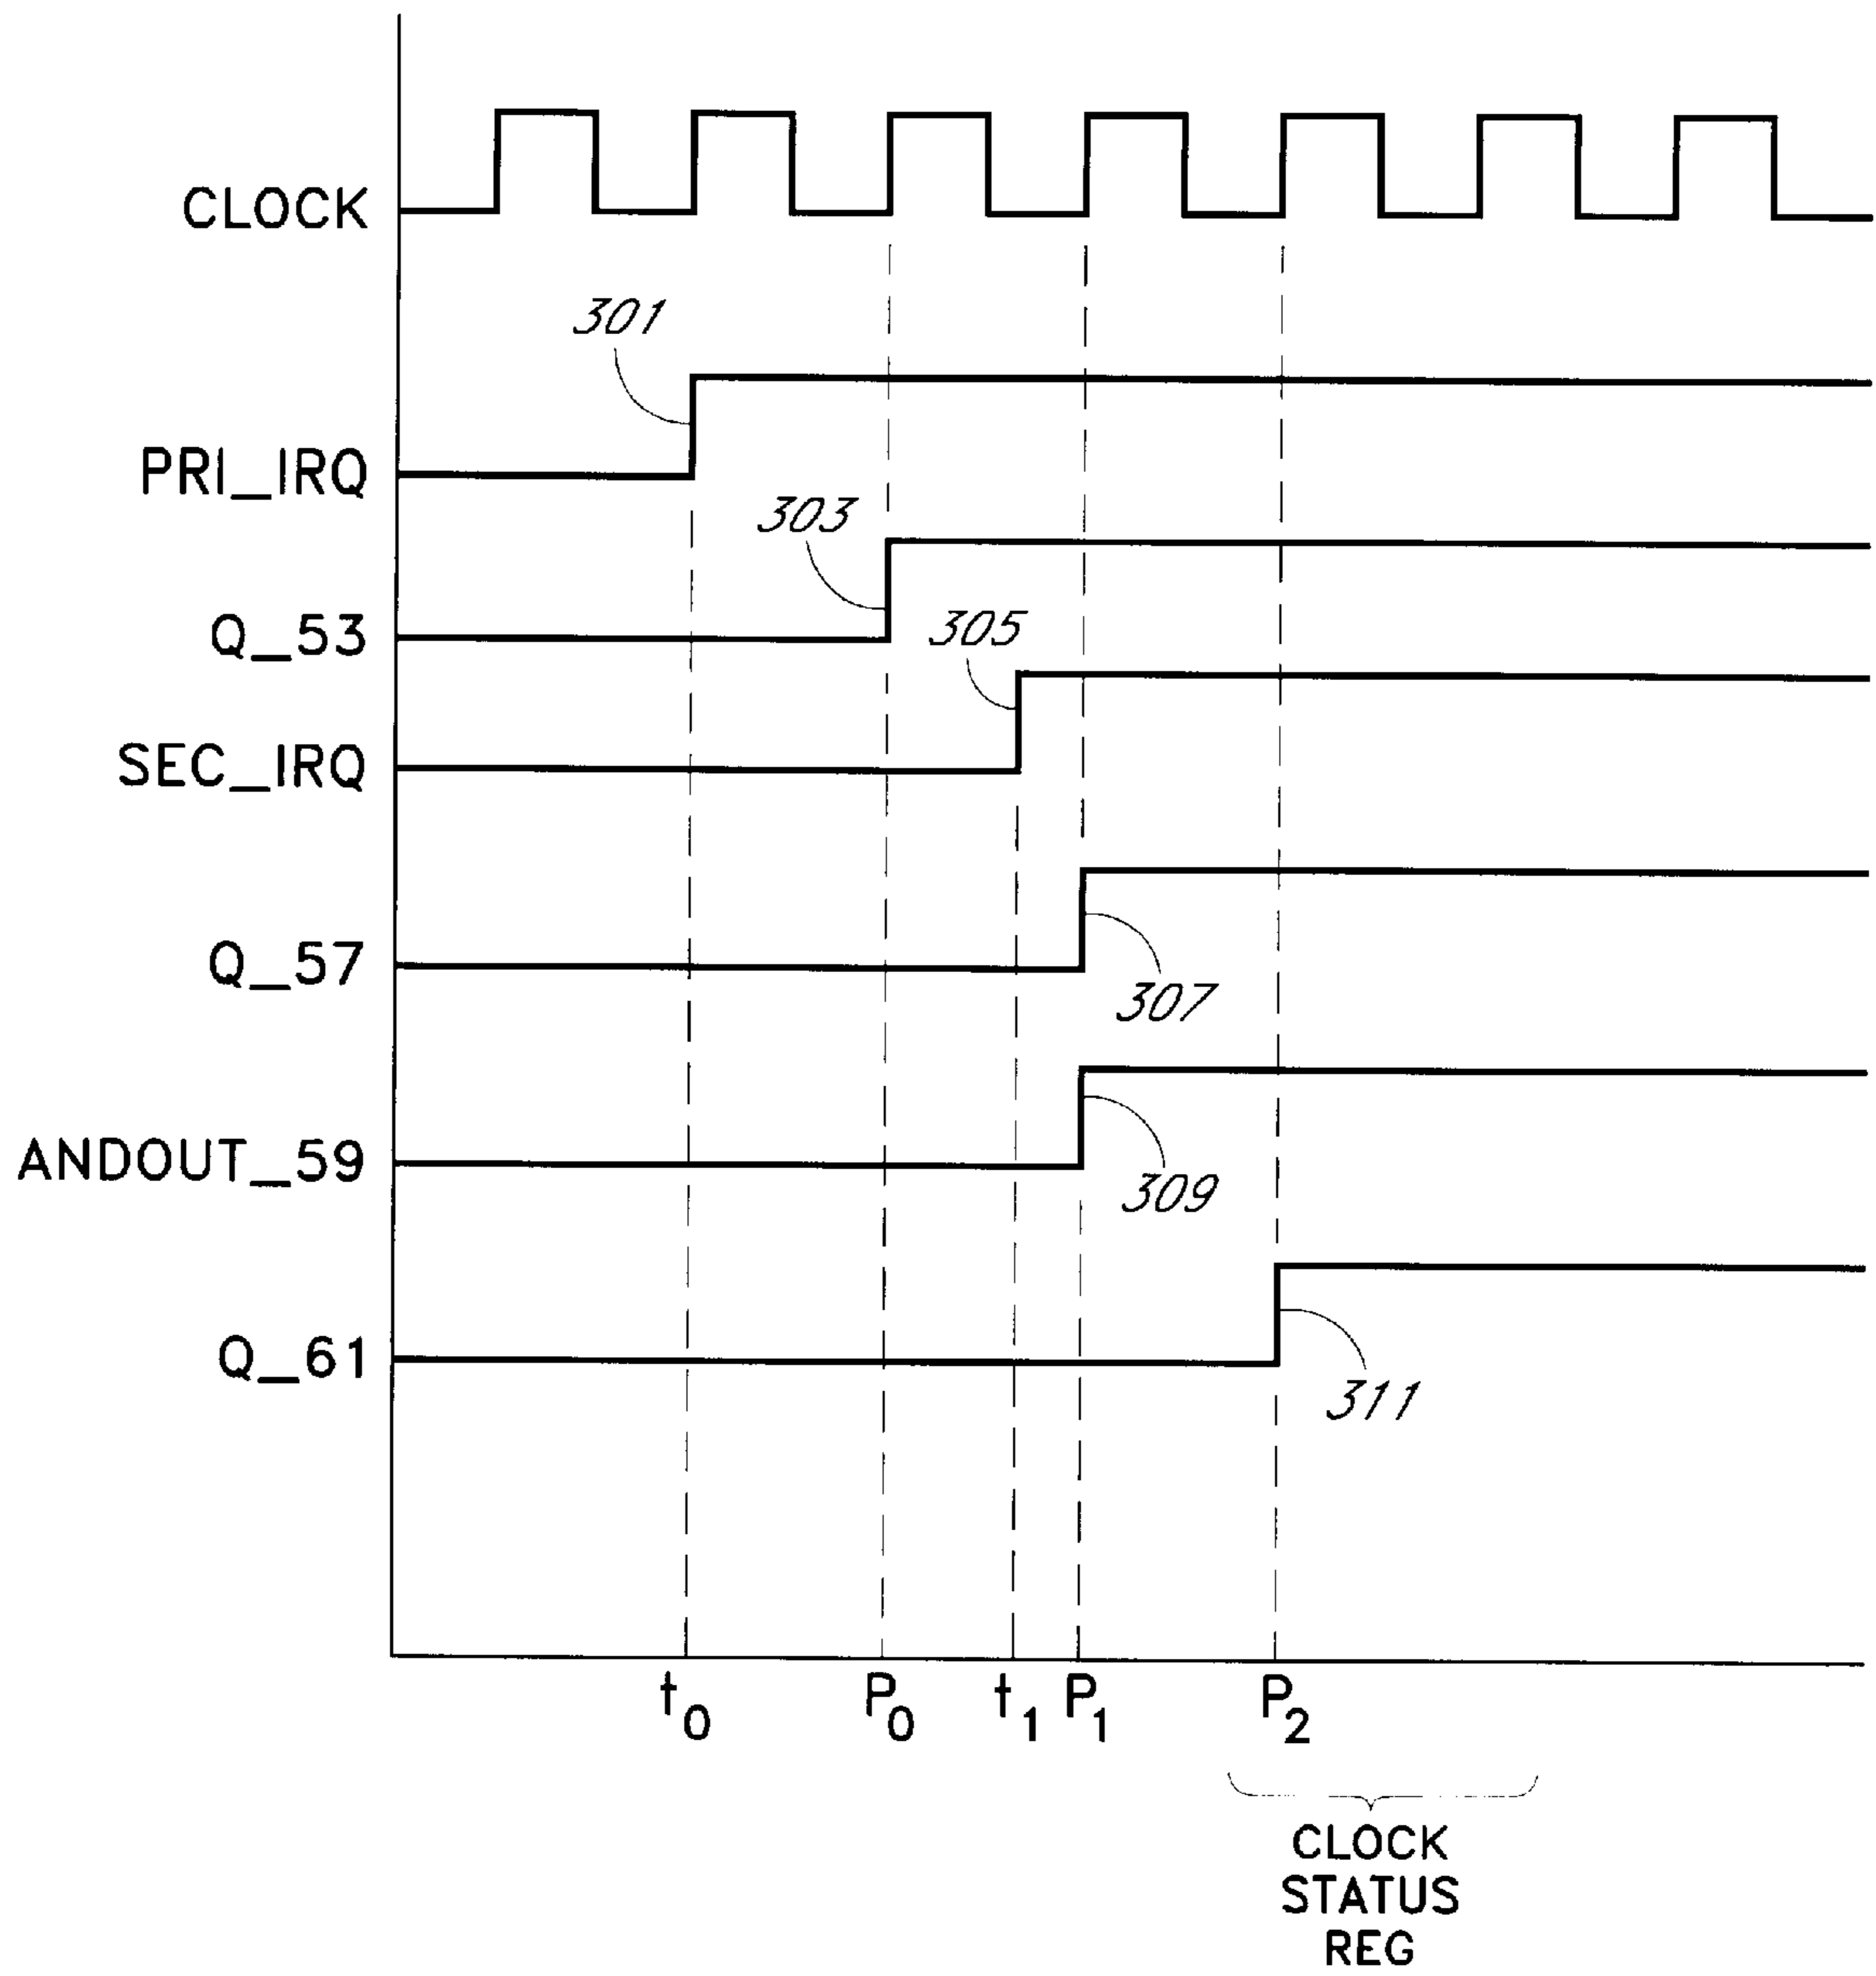 CLOCK
301
PRI_IRQ
303
Q_53
305
SEC_IRQ
Q_57
307
ANDOUT_59
309
Q_61
311
t0 P0 t1 P1 P2
CLOCK
STATUS
REG